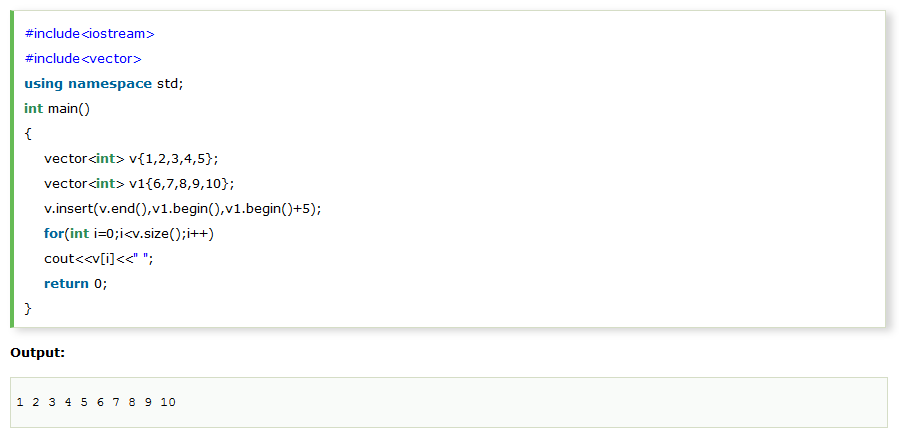 #include<iostream>
#include<vector>
using namespace std;
int main()
{
vector<int> v{1,2,3,4,5};
vector<int> v1{6,7,8,9,10};
v.insert(v.end(),v1.begin(),v1.begin()+5);
for(int i=0;i<v.size();i++)
cout<<v[i]<<" ";
return 0;
}
Output:
1 2 3 4 5 6 7 8 9 10